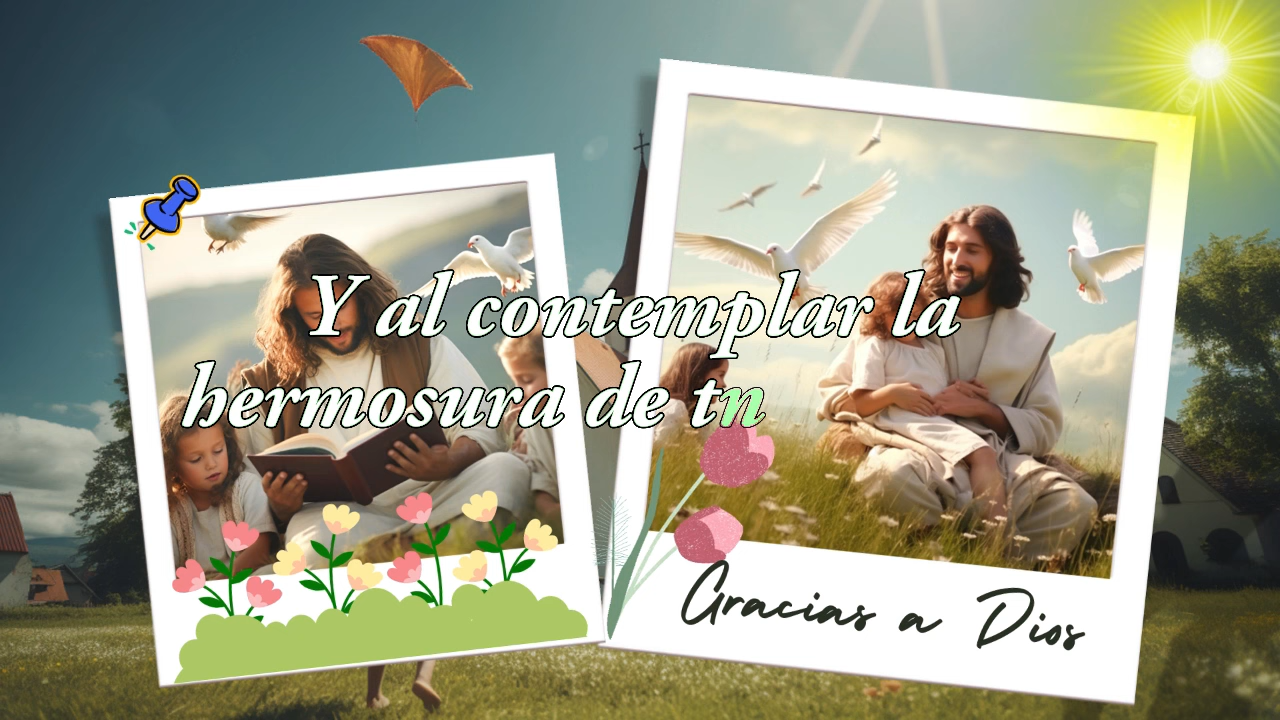 Y al contemplar la
hermosura de tn
Gracias a Dios